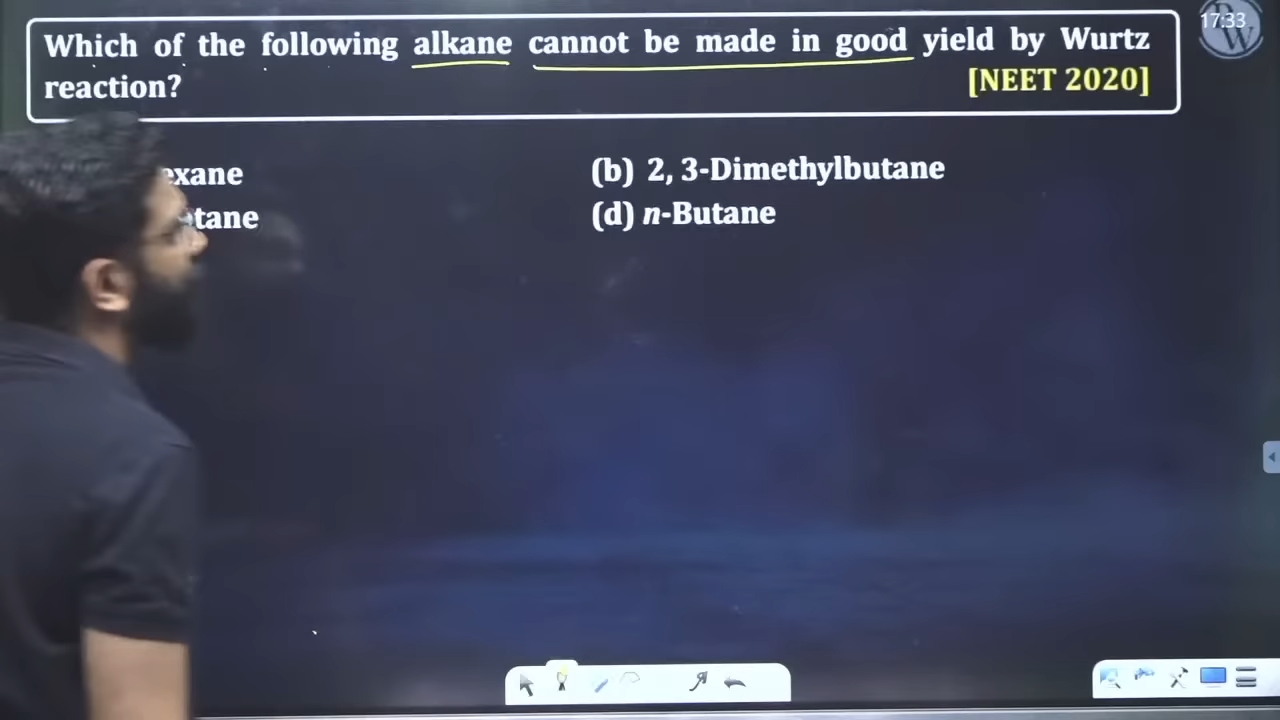 17:33
Which of the following alkane cannot be made in good yield by Wurtz
reaction? [NEET 2020]
exane (b) 2, 3-Dimethylbutane
tane (d) n-Butane